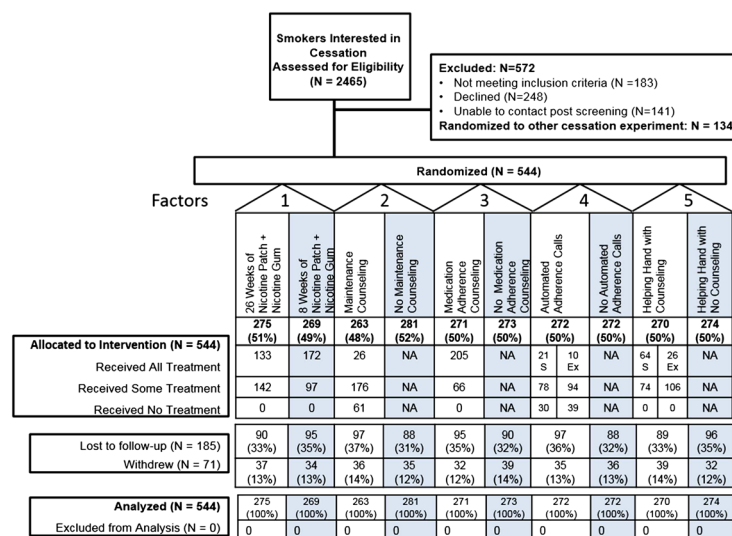 Smokers Interested in
Cessation
Assessed for Eligibility
(N = 2465)
Excluded: N=572
• Not meeting inclusion criteria (N =183)
• Declined (N=248)
• Unable to contact post screening (N=141)
Randomized to other cessation experiment: N = 134
Randomized (N = 544)
Factors 1 2 3 4 5
26 Weeks of
Nicotine Patch +
Nicotine Gum
8 Weeks of
Nicotine Patch +
Nicotine Gum
Maintenance
Counseling
No Maintenance
Counseling
Medication
Adherence
Counseling
No Medication
Adherence
Counseling
Automated
Adherence Calls
No Automated
Adherence Calls
Helping Hand with
Counseling
Helping Hand with
No Counseling
275 269 263 281 271 273 272 272 270 274
(51%) (49%) (48%) (52%) (50%) (50%) (50%) (50%) (50%) (50%)
Allocated to Intervention (N = 544)
Received All Treatment 133 172 26 NA 205 NA 21 S 10 Ex NA 64 S 26 Ex NA
Received Some Treatment 142 97 176 NA 66 NA 78 94 NA 74 106 NA
Received No Treatment 0 0 61 NA 0 NA 30 39 NA 0 0 NA
Lost to follow-up (N = 185) 90 95 97 88 95 90 97 88 89 96
(33%) (35%) (37%) (31%) (35%) (32%) (36%) (32%) (33%) (35%)
Withdrew (N = 71) 37 34 36 35 32 39 35 36 39 32
(13%) (13%) (14%) (12%) (12%) (14%) (13%) (13%) (14%) (12%)
Analyzed (N = 544) 275 269 263 281 271 273 272 272 270 274
(100%) (100%) (100%) (100%) (100%) (100%) (100%) (100%) (100%) (100%)
Excluded from Analysis (N = 0) 0 0 0 0 0 0 0 0 0 0